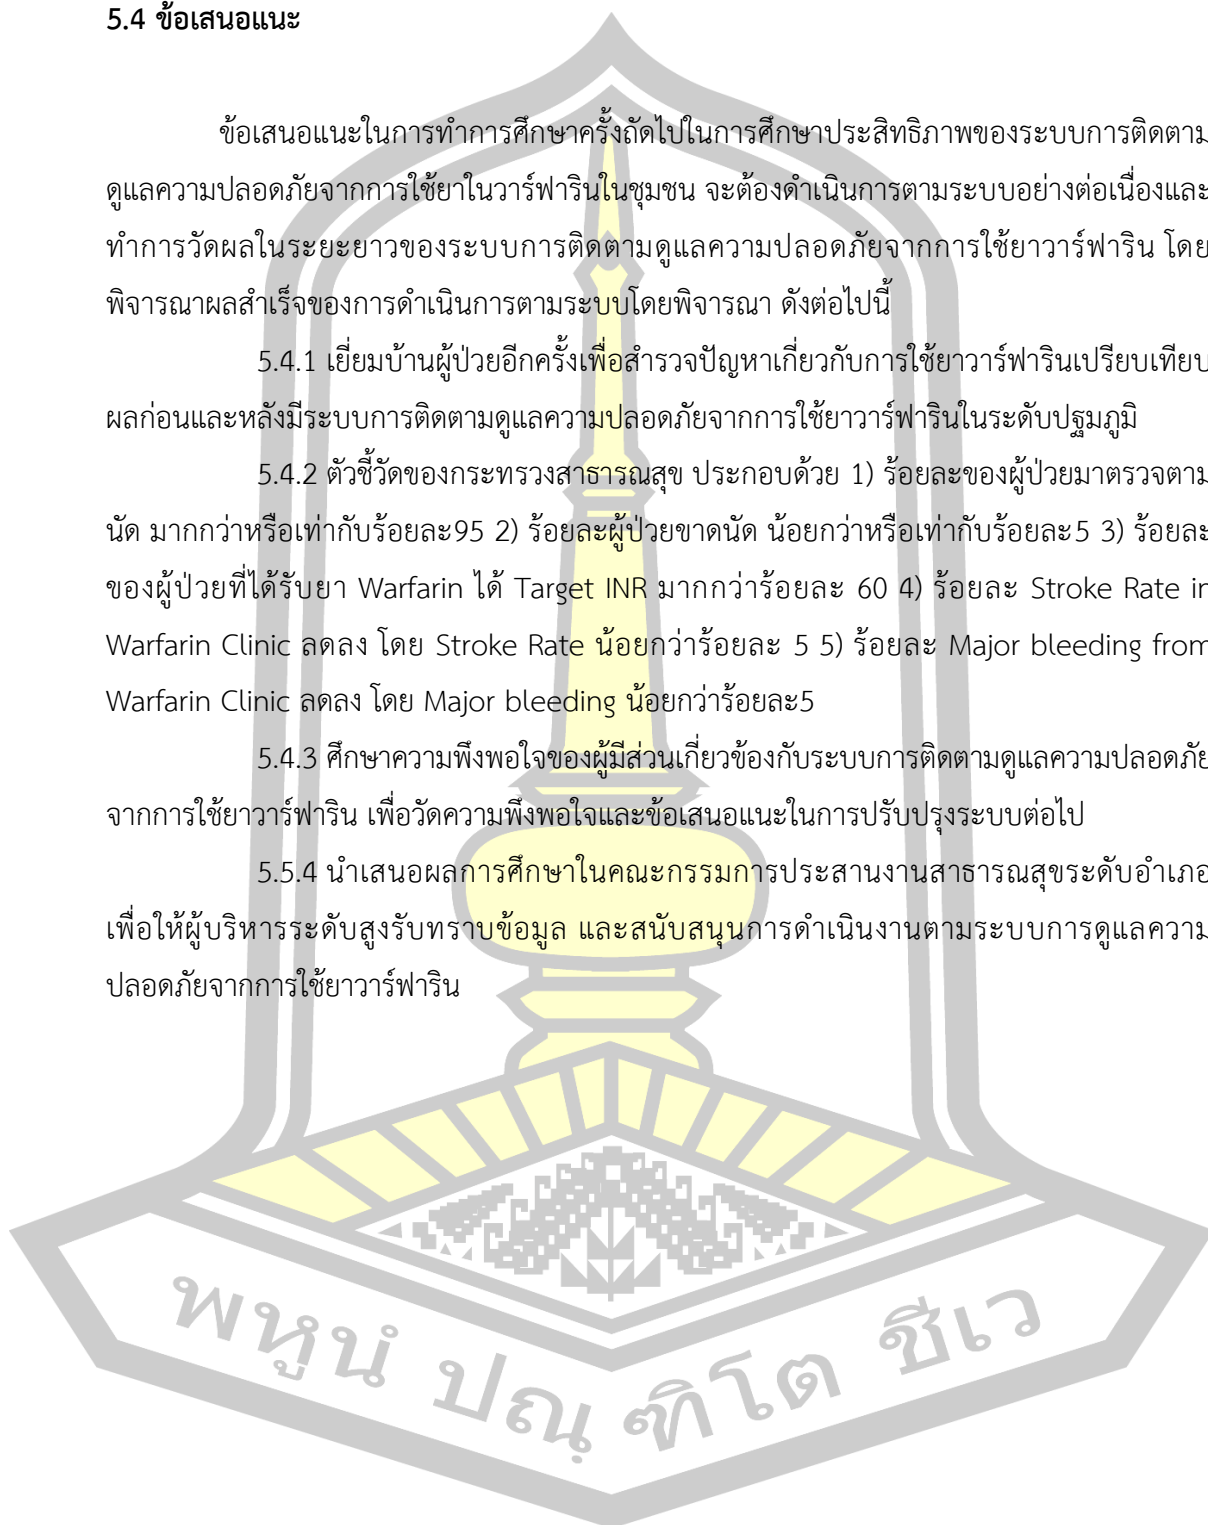 5.4 ข้อเสนอแนะ
ข้อเสนอแนะในการทำการศึกษาครั้งถัดไปในการศึกษาประสิทธิภาพของระบบการติดตาม
ดูแลความปลอดภัยจากการใช้ยาในวาร์ฟารินในชุมชน จะต้องดำเนินการตามระบบอย่างต่อเนื่องและ
ทำการวัดผลในระยะยาวของระบบการติดตามดูแลความปลอดภัยจากการใช้ยาวาร์ฟาริน โดย
พิจารณาผลสำเร็จของการดำเนินการตามระบบโดยพิจารณา ดังต่อไปนี้
5.4.1 เยี่ยมบ้านผู้ป่วยอีกครั้งเพื่อสำรวจปัญหาเกี่ยวกับการใช้ยาวาร์ฟารินเปรียบเทียบ
ผลก่อนและหลังมีระบบการติดตามดูแลความปลอดภัยจากการใช้ยาวาร์ฟารินในระดับปฐมภูมิ
5.4.2 ตัวชี้วัดของกระทรวงสาธารณสุข ประกอบด้วย 1) ร้อยละของผู้ป่วยมาตรวจตาม
นัด มากกว่าหรือเท่ากับร้อยละ95 2) ร้อยละผู้ป่วยขาดนัด น้อยกว่าหรือเท่ากับร้อยละ5 3) ร้อยละ
ของผู้ป่วยที่ได้รับยา Warfarin ได้ Target INR มากกว่าร้อยละ 60 4) ร้อยละ Stroke Rate in
Warfarin Clinic ลดลง โดย Stroke Rate น้อยกว่าร้อยละ 5 5) ร้อยละ Major bleeding from
Warfarin Clinic ลดลง โดย Major bleeding น้อยกว่าร้อยละ5
5.4.3 ศึกษาความพึงพอใจของผู้มีส่วนเกี่ยวข้องกับระบบการติดตามดูแลความปลอดภัย
จากการใช้ยาวาร์ฟาริน เพื่อวัดความพึงพอใจและข้อเสนอแนะในการปรับปรุงระบบต่อไป
5.5.4 นำเสนอผลการศึกษาในคณะกรรมการประสานงานสาธารณสุขระดับอำเภอ
เพื่อให้ผู้บริหารระดับสูงรับทราบข้อมูล และสนับสนุนการดำเนินงานตามระบบการดูแลความ
ปลอดภัยจากการใช้ยาวาร์ฟาริน
พหูนํ ปณฺฑิโต ชีเว